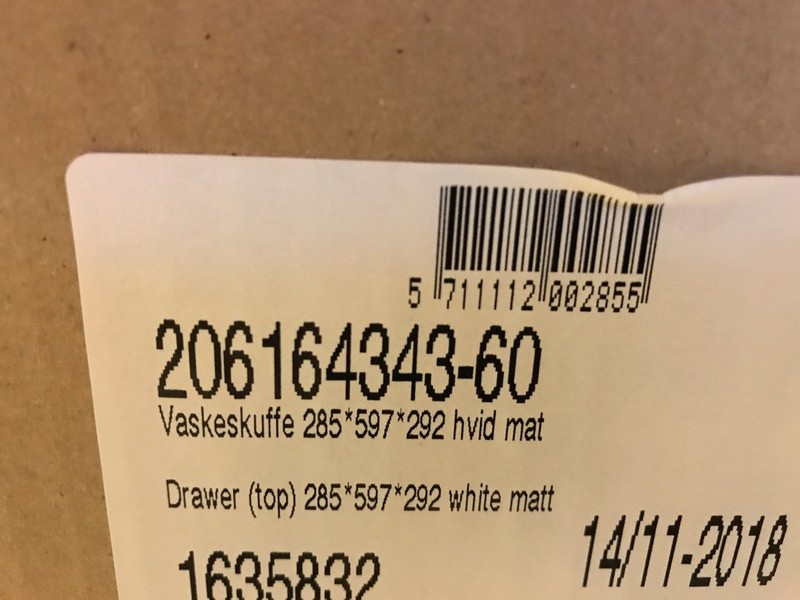 5 711112 002855
206164343-60
Vaskeskuffe 285*597*292 hvid mat
Drawer (top) 285*597*292 white matt
1635832
14/11-2018